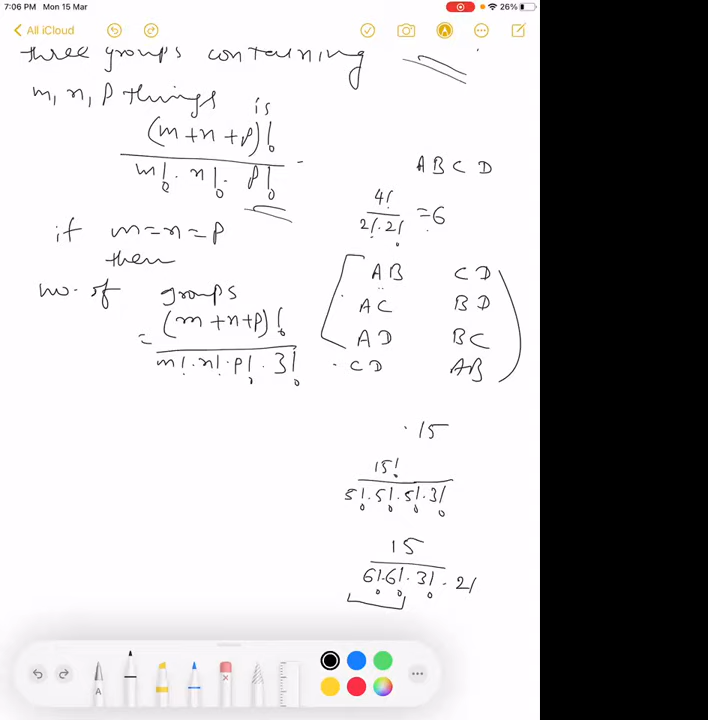 7:06 PM Mon 15 Mar
26%
All iCloud
three groups containing
m, n, p things is
(m+n+p)!
m! · n! · p!
if m=n=p
then
no. of groups
= (m+n+p)!
m! · n! · p! · 3!
A B C D
4!
2! · 2! = 6
AB CD
AC BD
AD BC
CD AB
15
15!
5! · 5! · 5! · 3!
15
6! · 6! · 3! · 2!
A